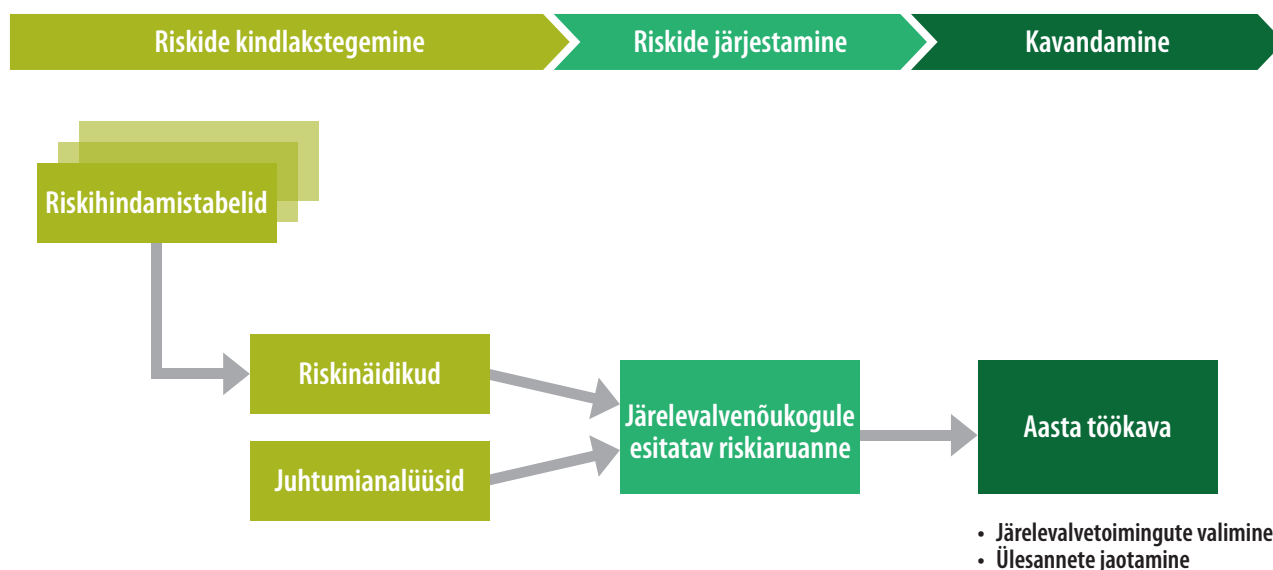 Riskide kindlakstegemine
Riskide järjestamine
Kavandamine
Riskihindamistabelid
Riskinäidikud
Juhtumianalüüsid
Järelevalvenõukogule
esitatav riskiaruanne
Aasta töökava
• Järelevalvetoimingute valimine
• Ülesannete jaotamine